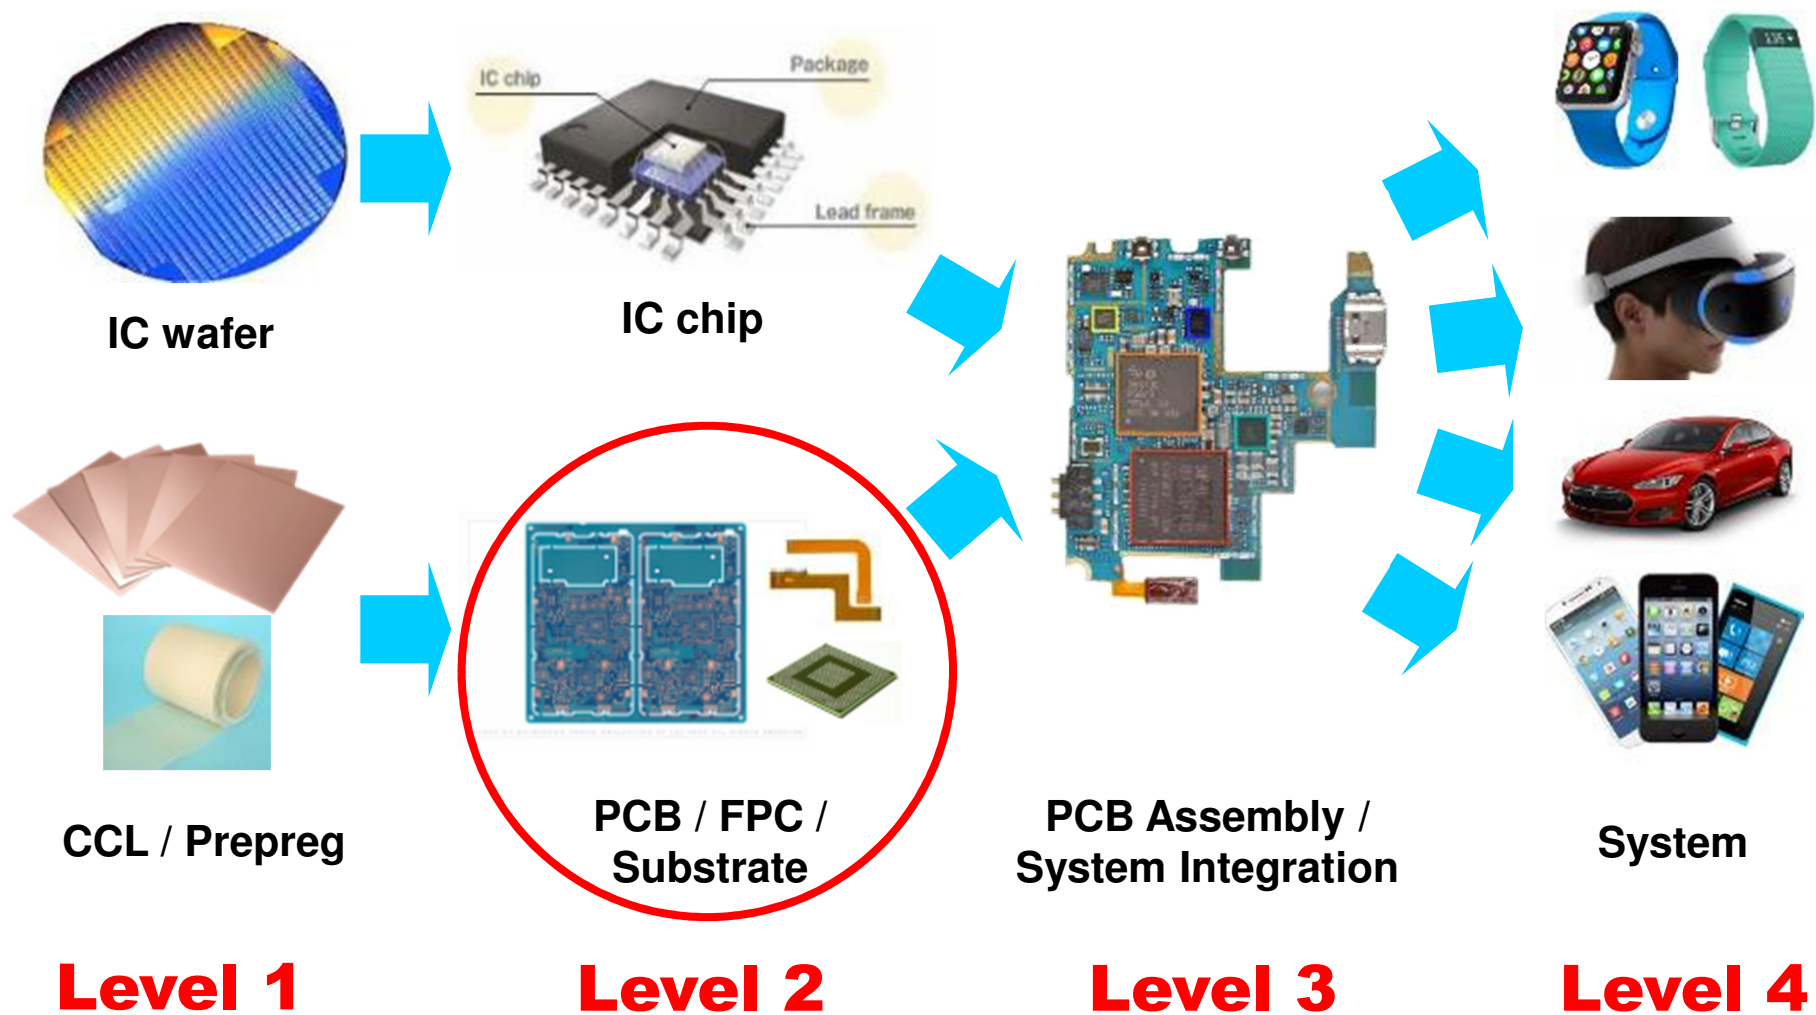 IC chip
Package
Lead frame
IC wafer
IC chip
CCL / Prepreg
PCB / FPC /
Substrate
PCB Assembly /
System Integration
System
Level 1
Level 2
Level 3
Level 4